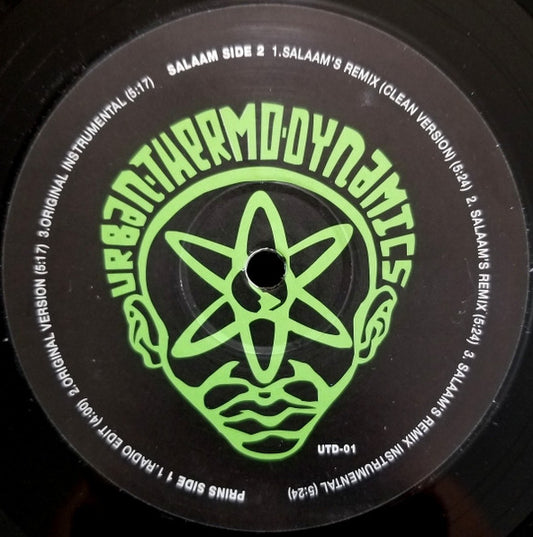 URBAN·THERMO·DYNAMICS
SALAAM SIDE 2 1.SALAAM'S REMIX (CLEAN VERSION) (5:24) 2. SALAAM'S REMIX (5:24) 3. SALAAM'S REMIX INSTRUMENTAL (5:24)
PRINS SIDE 1 1.RADIO EDIT (4:00) 2.ORIGINAL VERSION (5:17) 3.ORIGINAL INSTRUMENTAL (5:17)
UTD-01